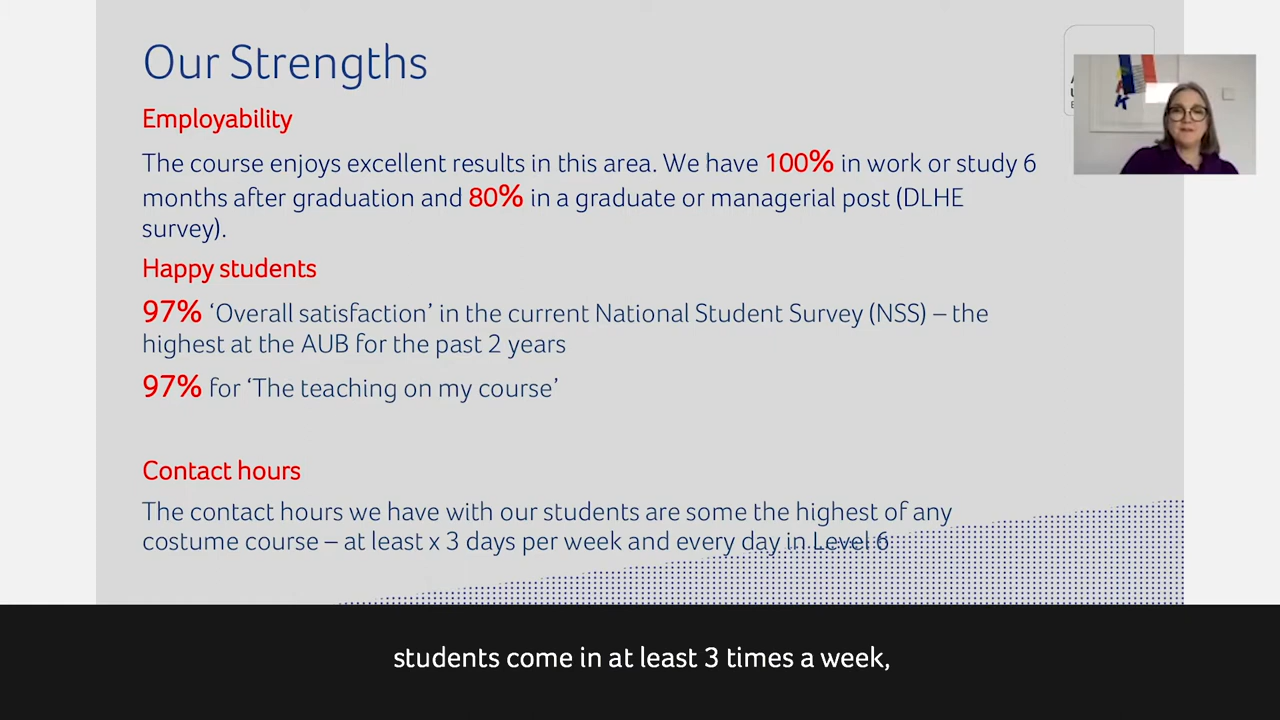 Our Strengths
Employability
The course enjoys excellent results in this area. We have 100% in work or study 6
months after graduation and 80% in a graduate or managerial post (DLHE
survey).
Happy students
97% ‘Overall satisfaction’ in the current National Student Survey (NSS) – the
highest at the AUB for the past 2 years
97% for ‘The teaching on my course’
Contact hours
The contact hours we have with our students are some the highest of any
costume course – at least x 3 days per week and every day in Level 6
students come in at least 3 times a week,